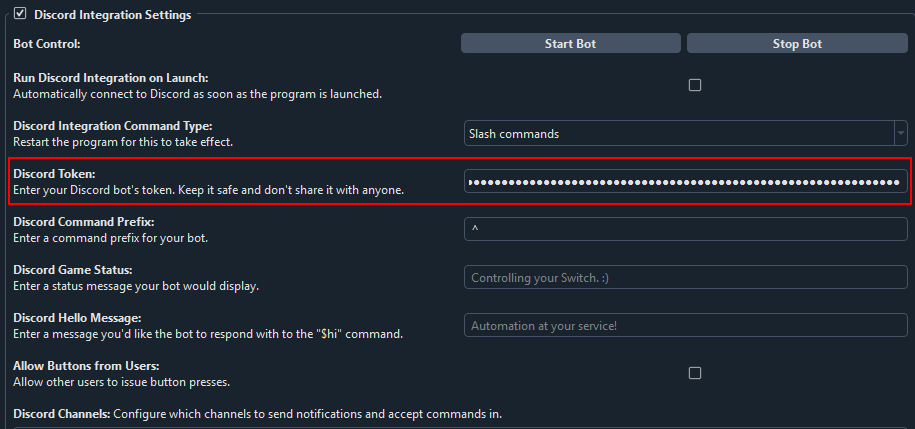 Discord Integration Settings
Bot Control: Start Bot Stop Bot
Run Discord Integration on Launch:
Automatically connect to Discord as soon as the program is launched.
Discord Integration Command Type:
Restart the program for this to take effect.
Slash commands
Discord Token:
Enter your Discord bot's token. Keep it safe and don't share it with anyone.
Discord Command Prefix:
Enter a command prefix for your bot.
^
Discord Game Status:
Enter a status message your bot would display.
Controlling your Switch. :)
Discord Hello Message:
Enter a message you'd like the bot to respond with to the "$hi" command.
Automation at your service!
Allow Buttons from Users:
Allow other users to issue button presses.
Discord Channels: Configure which channels to send notifications and accept commands in.